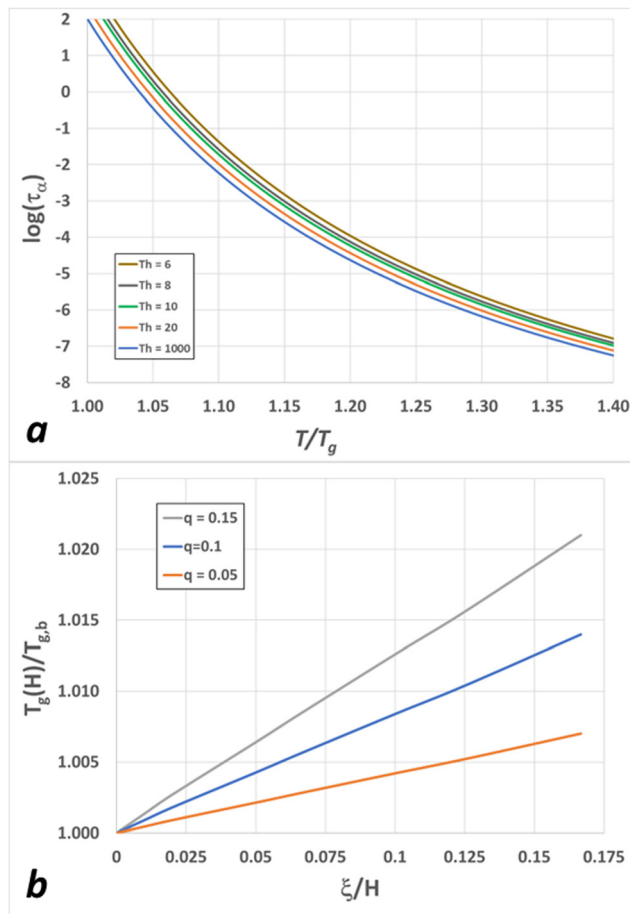 2
1
0
-1
-2
-3
-4
-5
-6
-7
-8
log(τα)
Th = 6
Th = 8
Th = 10
Th = 20
Th = 1000
1.00 1.05 1.10 1.15 1.20 1.25 1.30 1.35 1.40
a
T/Tg
1.025
1.020
1.015
1.010
1.005
1.000
Tg(H)/Tg,b
q = 0.15
q=0.1
q = 0.05
0 0.025 0.05 0.075 0.1 0.125 0.15 0.175
b
ξ/H